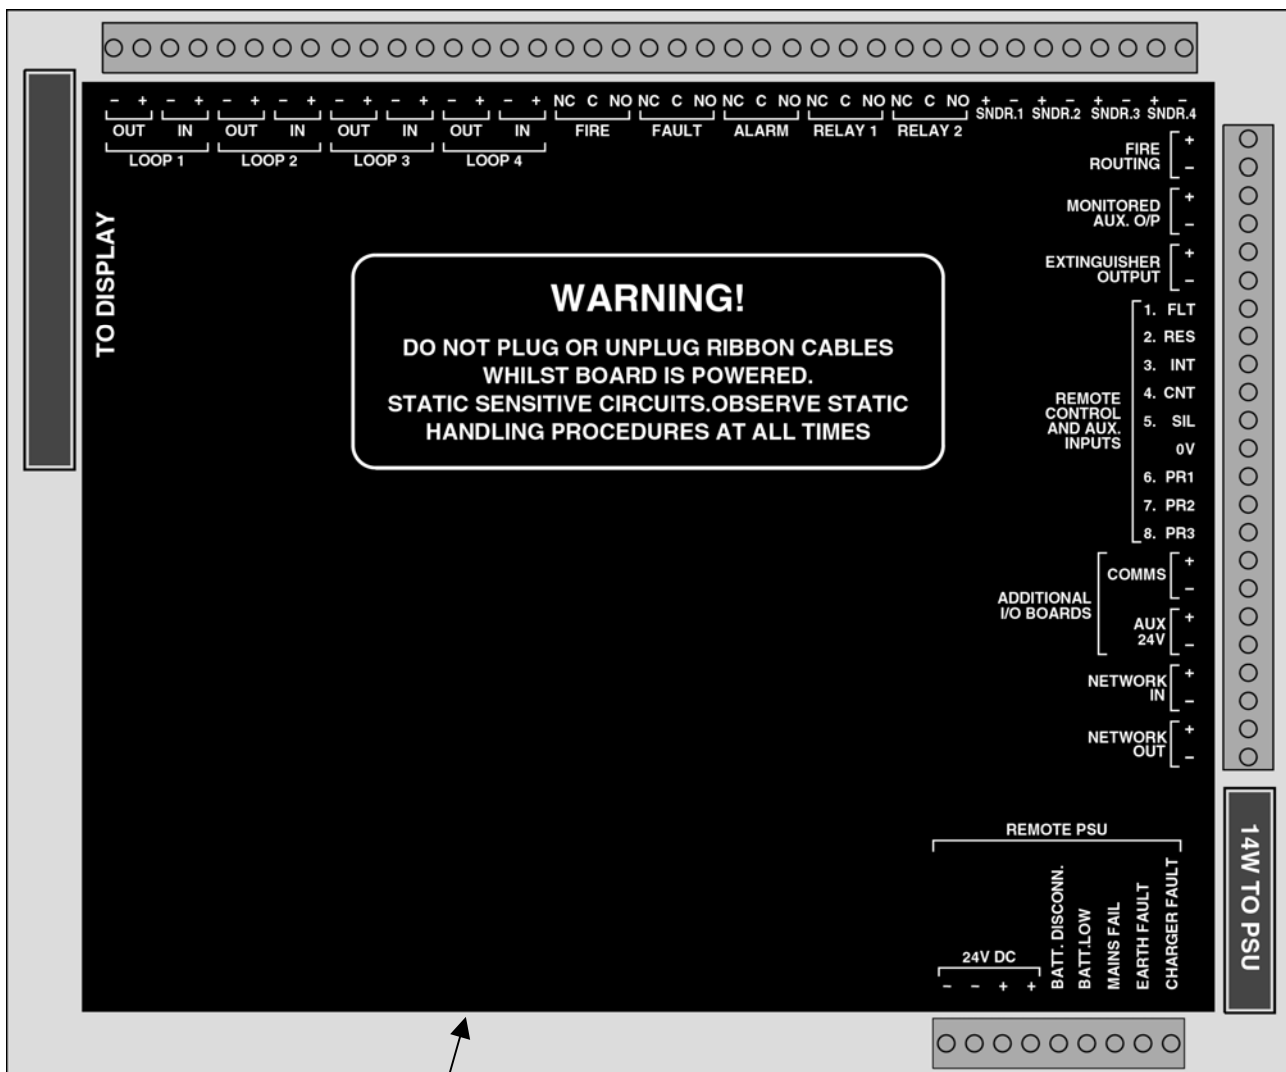 − + − + − + − + − + − + − + − + NC C NO NC C NO NC C NO NC C NO NC C NO + − + − + − + −
OUT IN OUT IN OUT IN OUT IN FIRE FAULT ALARM RELAY 1 RELAY 2 SNDR.1 SNDR.2 SNDR.3 SNDR.4
LOOP 1 LOOP 2 LOOP 3 LOOP 4
TO DISPLAY
WARNING!
DO NOT PLUG OR UNPLUG RIBBON CABLES
WHILST BOARD IS POWERED.
STATIC SENSITIVE CIRCUITS.OBSERVE STATIC
HANDLING PROCEDURES AT ALL TIMES
FIRE +
ROUTING −
MONITORED +
AUX. O/P −
EXTINGUISHER +
OUTPUT −
REMOTE
CONTROL
AND AUX.
INPUTS
1. FLT
2. RES
3. INT
4. CNT
5. SIL
0V
6. PR1
7. PR2
8. PR3
ADDITIONAL
I/O BOARDS
COMMS + −
AUX +
24V −
NETWORK +
IN −
NETWORK +
OUT −
REMOTE PSU
24V DC
− − + +
BATT. DISCONN.
BATT.LOW
MAINS FAIL
EARTH FAULT
CHARGER FAULT
14W TO PSU